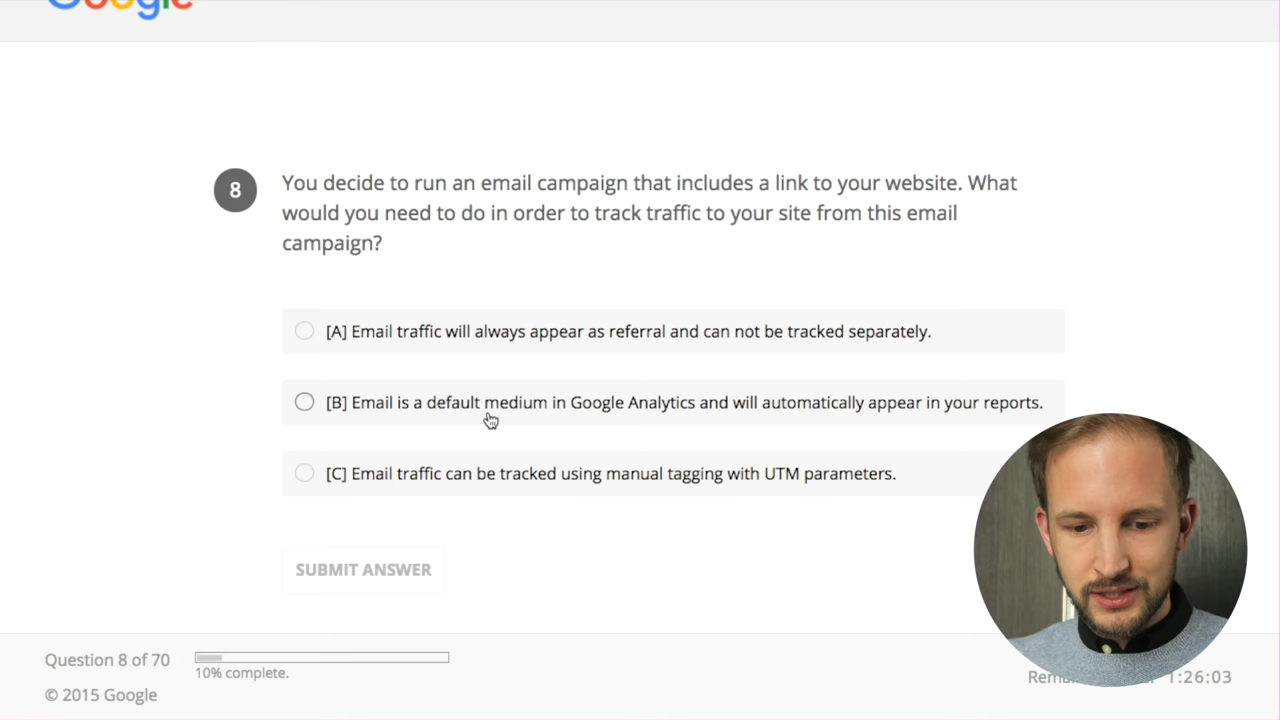 Google
8
You decide to run an email campaign that includes a link to your website. What
would you need to do in order to track traffic to your site from this email
campaign?
[A] Email traffic will always appear as referral and can not be tracked separately.
[B] Email is a default medium in Google Analytics and will automatically appear in your reports.
[C] Email traffic can be tracked using manual tagging with UTM parameters.
SUBMIT ANSWER
Question 8 of 70
10% complete.
© 2015 Google
1:26:03